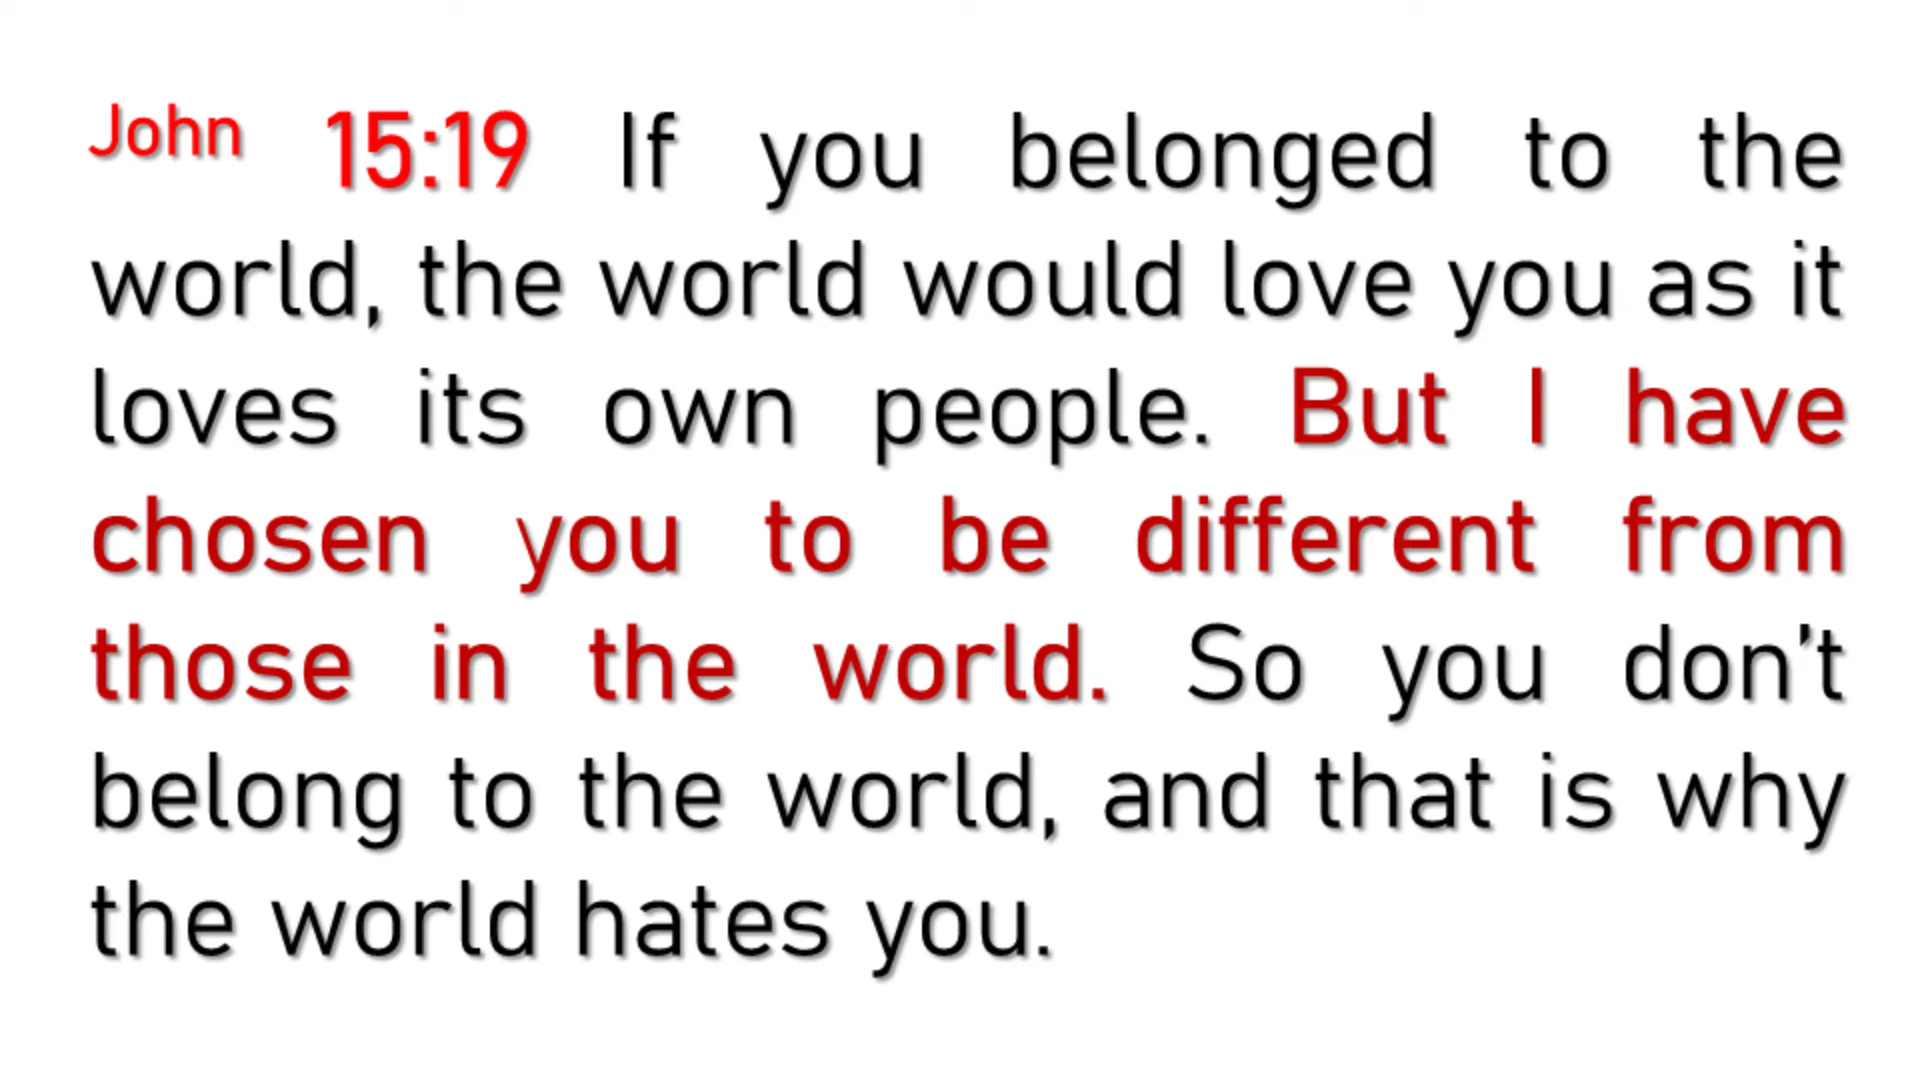 John 15:19 If you belonged to the
world, the world would love you as it
loves its own people. But I have
chosen you to be different from
those in the world. So you don’t
belong to the world, and that is why
the world hates you.